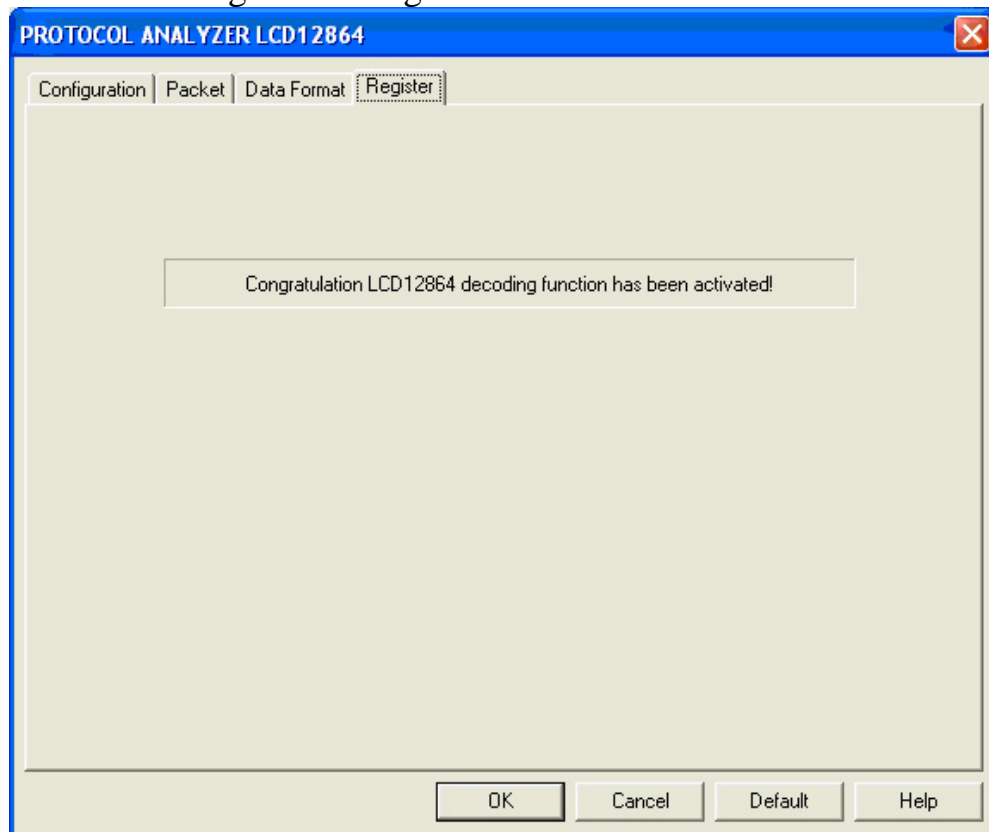 PROTOCOL ANALYZER LCD12864
Configuration Packet Data Format Register
Congratulation LCD12864 decoding function has been activated!
OK Cancel Default Help